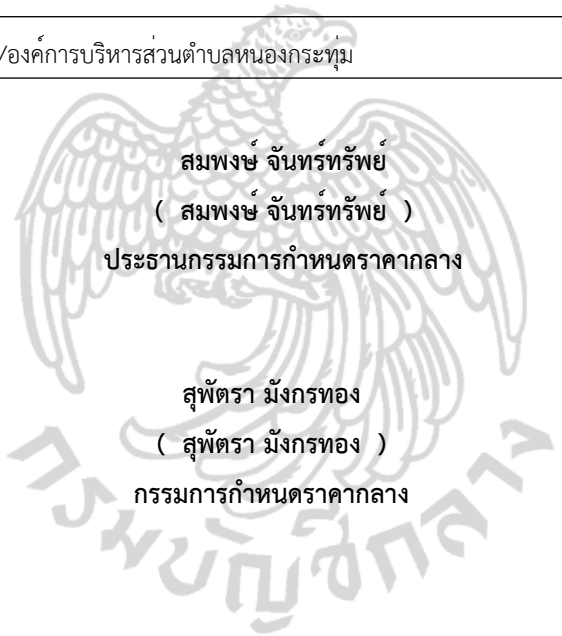 /องค์การบริหารส่วนตำบลหนองกระทุ่ม
สมพงษ์ จันทร์ทรัพย์
( สมพงษ์ จันทร์ทรัพย์ )
ประธานกรรมการกำหนดราคากลาง
สุพัตรา มังกรทอง
( สุพัตรา มังกรทอง )
กรรมการกำหนดราคากลาง
กรมบัญชีกลาง